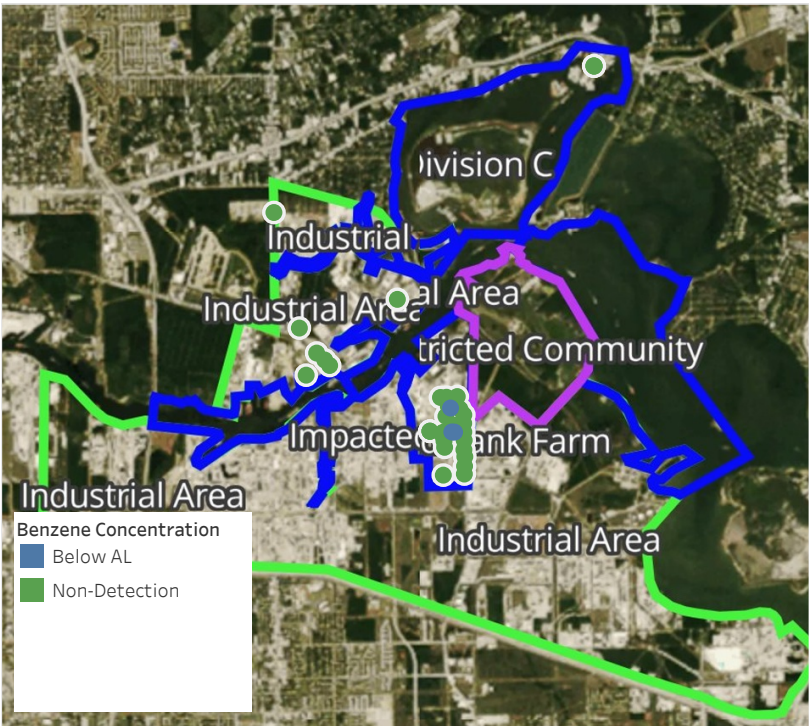 Division C
Industrial
Industrial Area
al Area
tricted Community
Impacted
ank Farm
Industrial Area
Industrial Area
Benzene Concentration
Below AL
Non-Detection